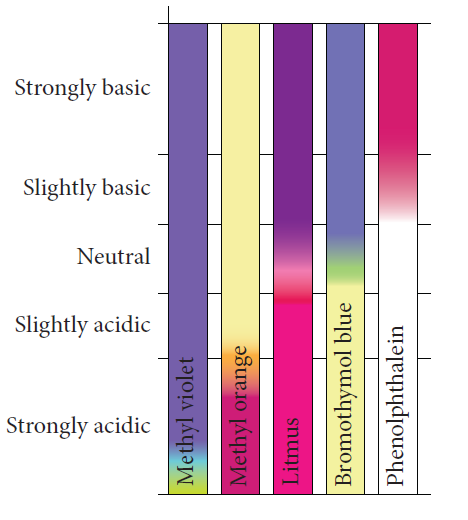 Strongly basic
Slightly basic
Neutral
Slightly acidic
Strongly acidic
Methyl violet
Methyl orange
Litmus
Bromothymol blue
Phenolphthalein